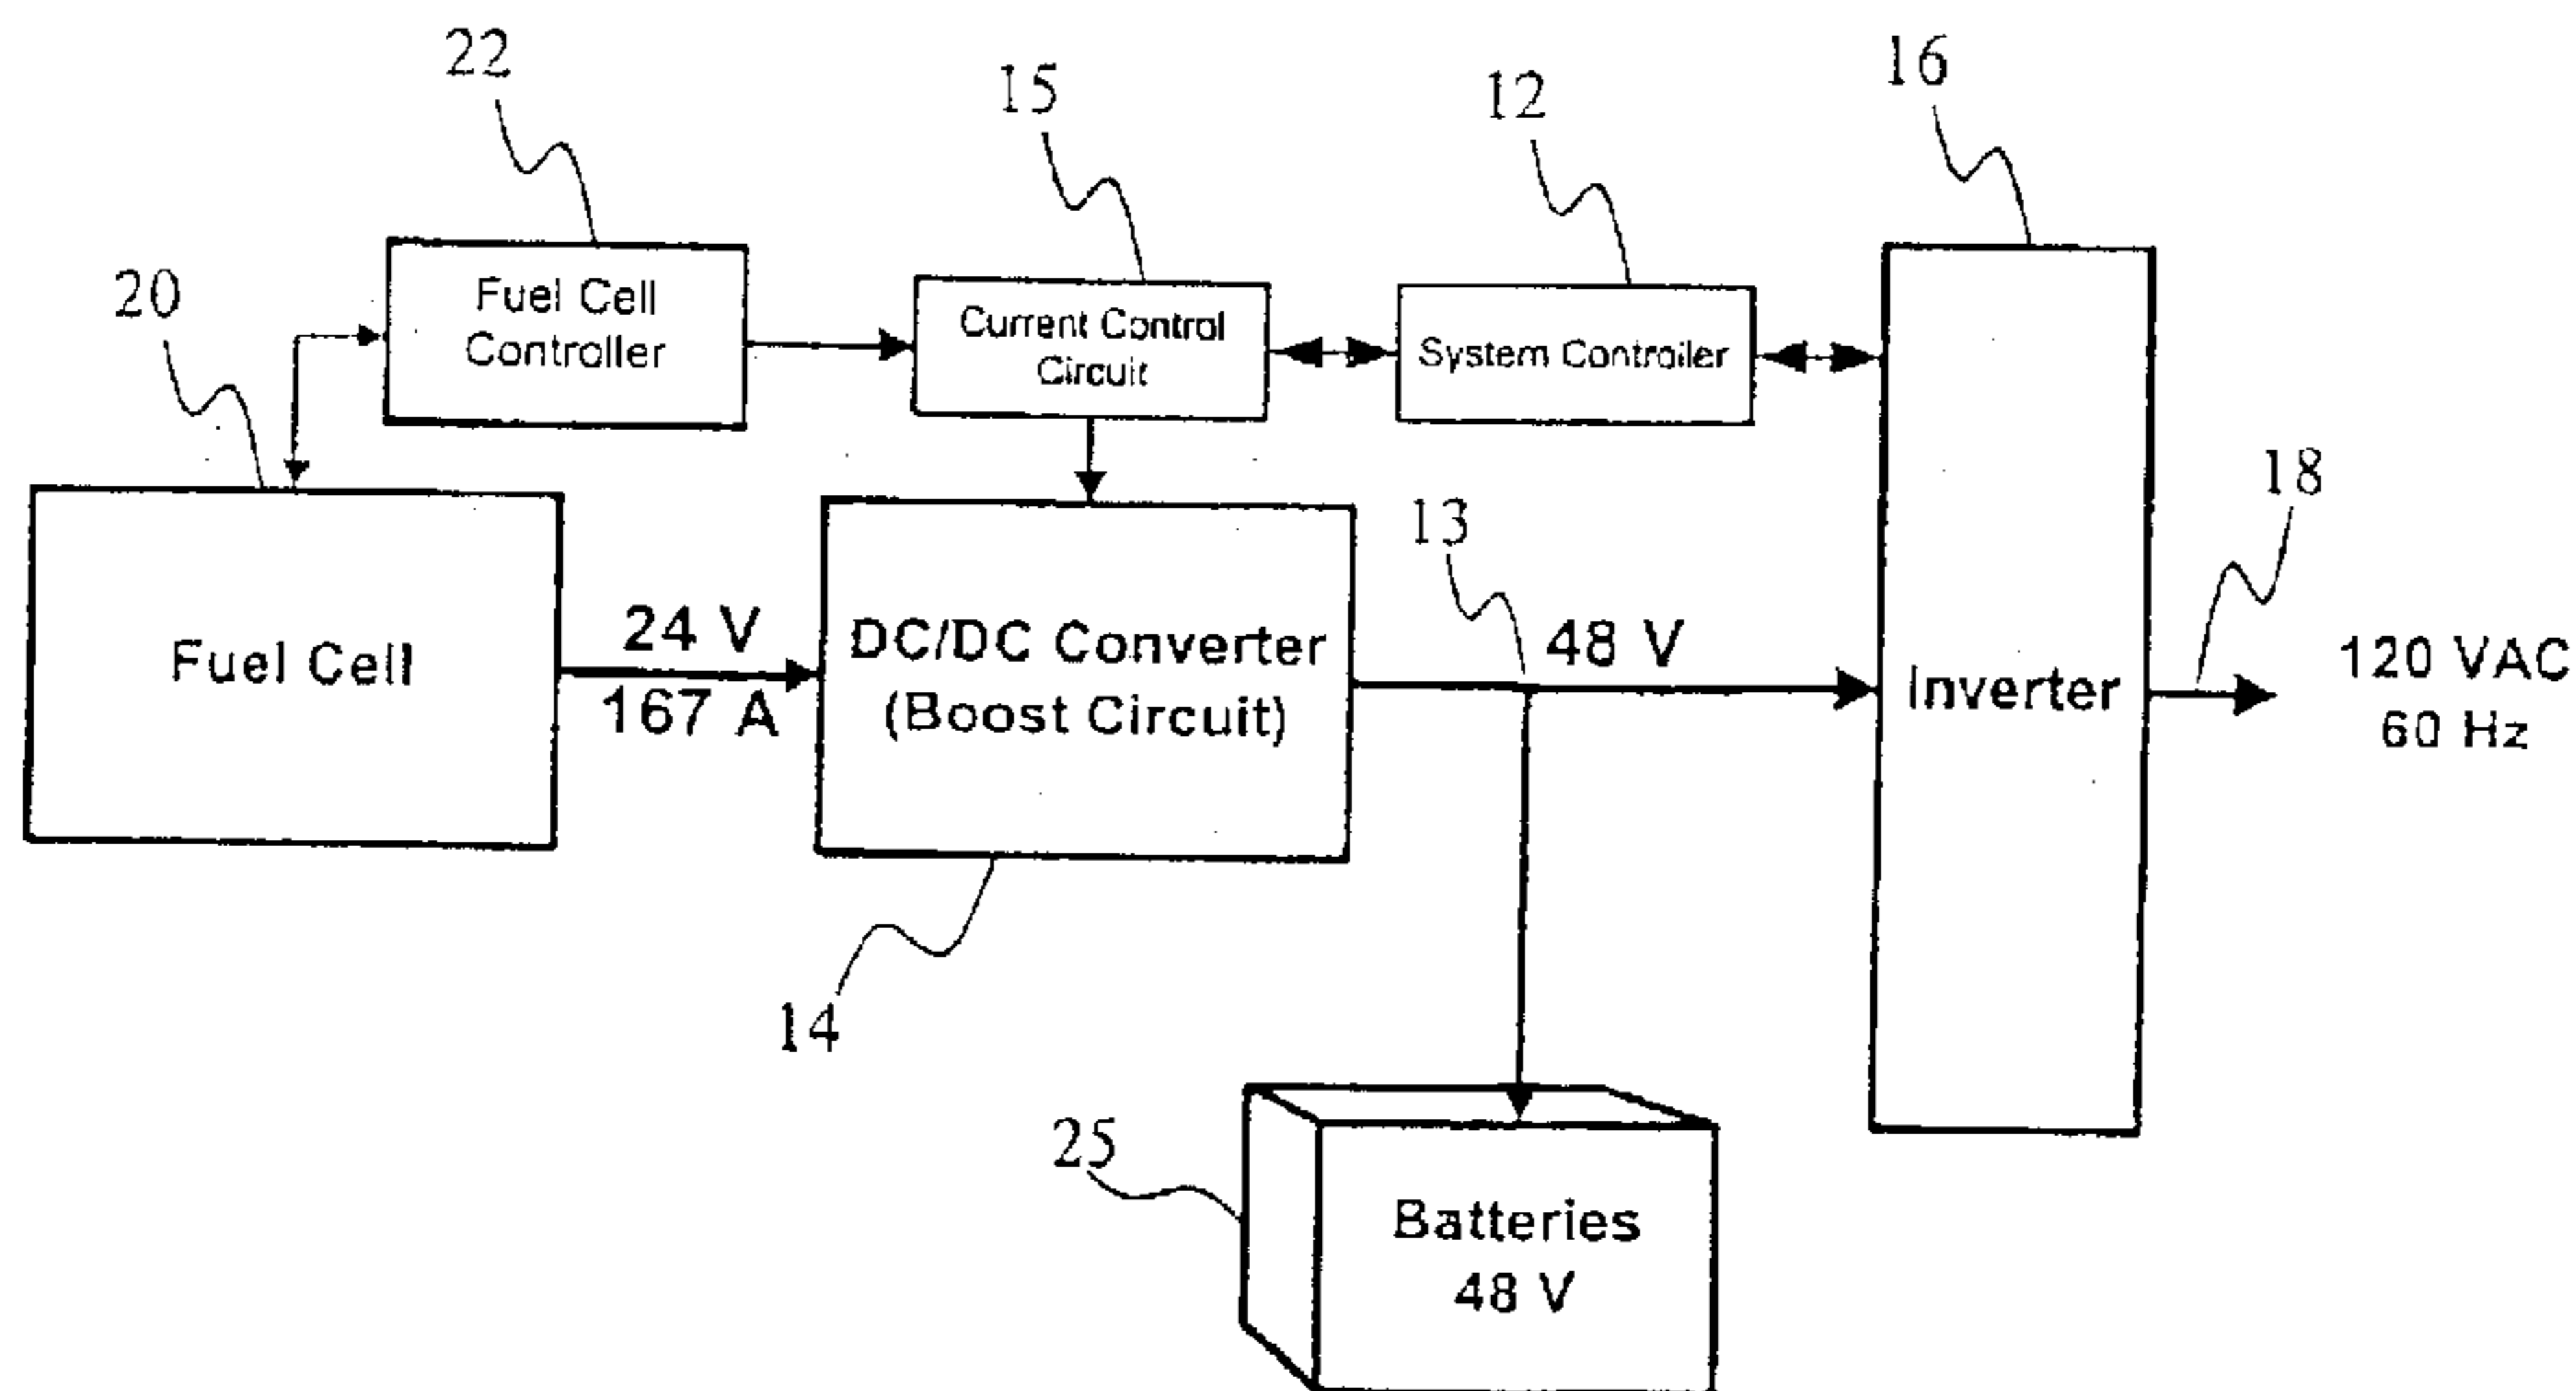 22
15
12
16
20
Fuel Cell
Controller
Current Control
Circuit
System Controller
18
13
Fuel Cell
24 V
167 A
DC/DC Converter
(Boost Circuit)
48 V
Inverter
120 VAC
60 Hz
14
25
Batteries
48 V